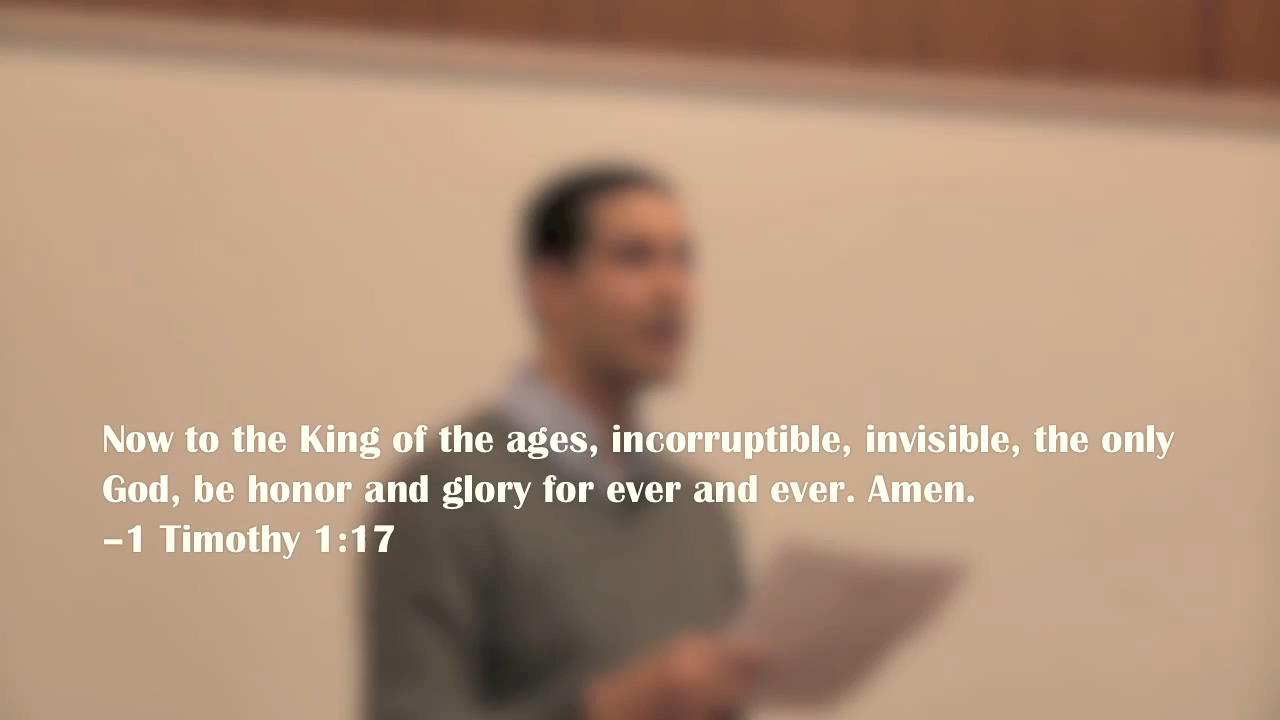 Now to the King of the ages, incorruptible, invisible, the only
God, be honor and glory for ever and ever. Amen.
–1 Timothy 1:17